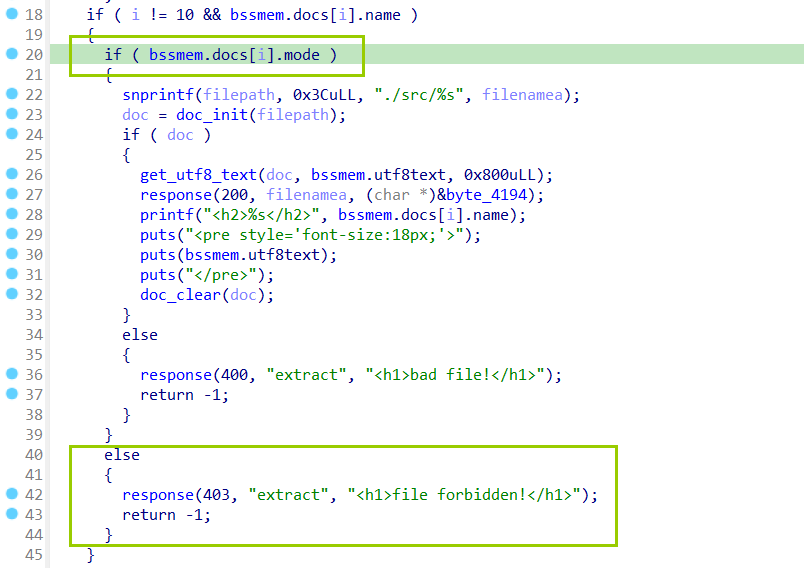 18 if ( i != 10 && bssmem.docs[i].name )
19 {
20 if ( bssmem.docs[i].mode )
21 {
22 snprintf(filepath, 0x3CuLL, "./src/%s", filenamea);
23 doc = doc_init(filepath);
24 if ( doc )
25 {
26 get_utf8_text(doc, bssmem.utf8text, 0x800uLL);
27 response(200, filenamea, (char *)&byte_4194);
28 printf("<h2>%s</h2>", bssmem.docs[i].name);
29 puts("<pre style='font-size:18px;'>");
30 puts(bssmem.utf8text);
31 puts("</pre>");
32 doc_clear(doc);
33 }
34 else
35 {
36 response(400, "extract", "<h1>bad file!</h1>");
37 return -1;
38 }
39 }
40 else
41 {
42 response(403, "extract", "<h1>file forbidden!</h1>");
43 return -1;
44 }
45 }